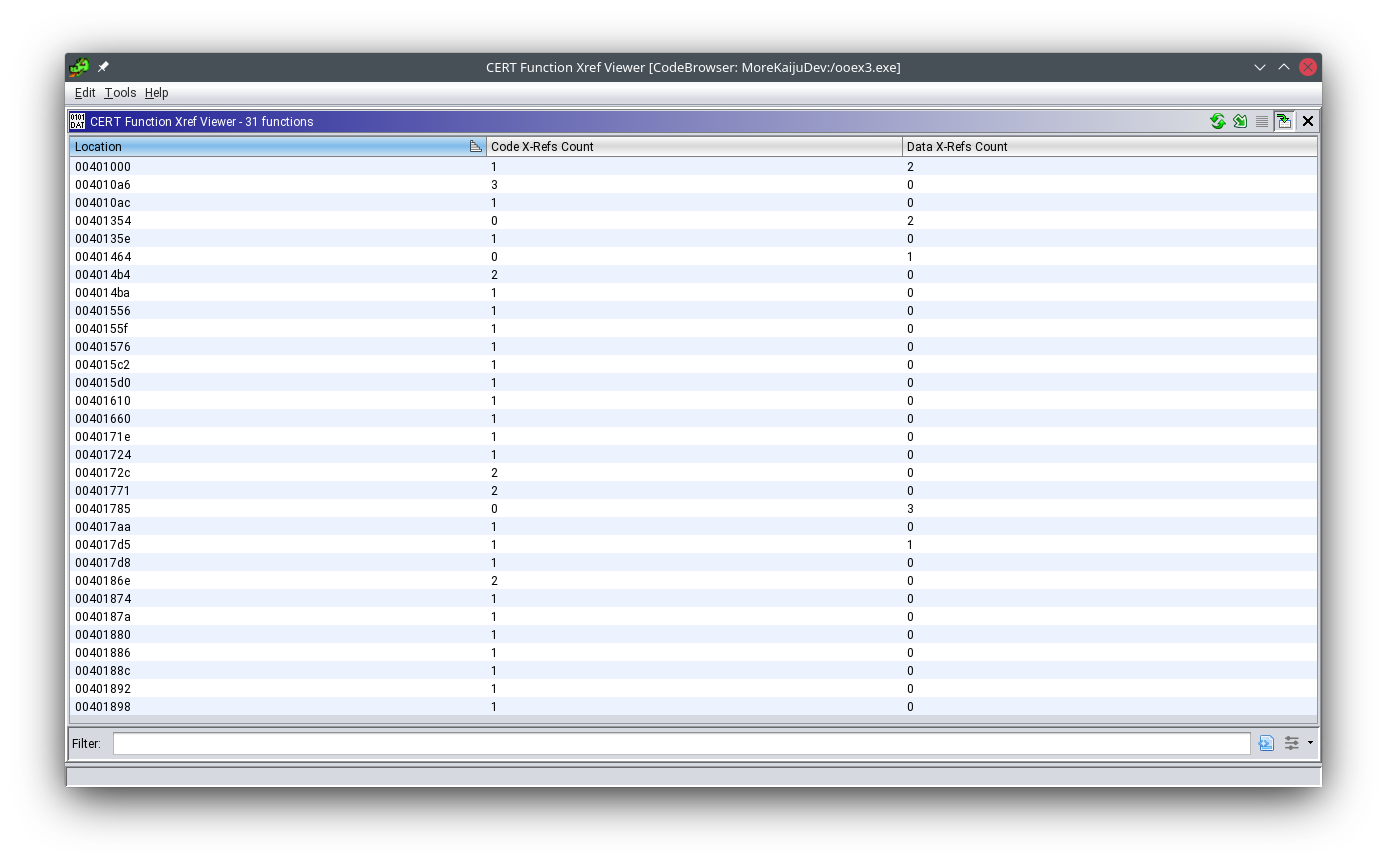 CERT Function Xref Viewer [CodeBrowser: MoreKaijuDev:/ooex3.exe]
Edit Tools Help
0101 DAT CERT Function Xref Viewer - 31 functions
Location Code X-Refs Count Data X-Refs Count
00401000 1 2
004010a6 3 0
004010ac 1 0
00401354 0 2
0040135e 1 0
00401464 0 1
004014b4 2 0
004014ba 1 0
00401556 1 0
0040155f 1 0
00401576 1 0
004015c2 1 0
004015d0 1 0
00401610 1 0
00401660 1 0
0040171e 1 0
00401724 1 0
0040172c 2 0
00401771 2 0
00401785 0 3
004017aa 1 0
004017d5 1 1
004017d8 1 0
0040186e 2 0
00401874 1 0
0040187a 1 0
00401880 1 0
00401886 1 0
0040188c 1 0
00401892 1 0
00401898 1 0
Filter: